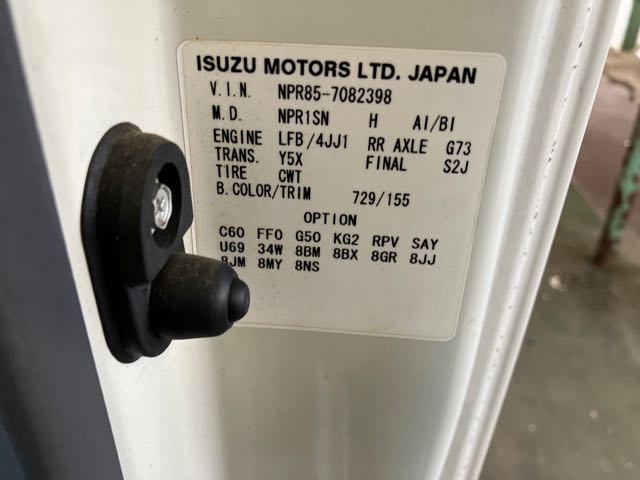 ISUZU MOTORS LTD. JAPAN
V.I.N. NPR85-7082398
M.D. NPR1SN H AI/BI
ENGINE LFB/4JJ1 RR AXLE G73
TRANS. Y5X FINAL S2J
TIRE CWT
B.COLOR/TRIM 729/155
OPTION
C60 FF0 G50 KG2 RPV SAY
U69 34W 8BM 8BX 8GR 8JJ
8JM 8MY 8NS